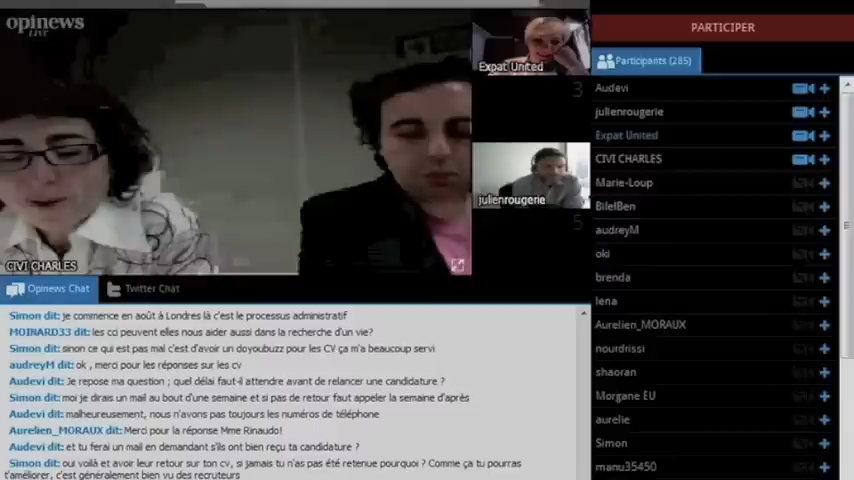 opinews
LIVE
Expat United
3
julienrougerie
5
CIVI CHARLES
PARTICIPER
Participants (285)
Audevi
julienrougerie
Expat United
CIVI CHARLES
Marie-Loup
BilelBen
audreyM
oki
brenda
lena
Aurelien_MORAUX
nourdrissi
shaoran
Morgane EU
aurelie
Simon
manu35450
Opinews Chat
Twitter Chat
Simon dit: je commence en août à Londres là c'est le processus administratif
MOINARD33 dit: les cci peuvent elles nous aider aussi dans la recherche d'un vie?
Simon dit: sinon ce qui est pas mal c'est d'avoir un doyoubuzz pour les CV ça m'a beaucoup servi
audreyM dit: ok , merci pour les réponses sur les cv
Audevi dit: Je repose ma question ; quel délai faut-il attendre avant de relancer une candidature ?
Simon dit: moi je dirais un mail au bout d'une semaine et si pas de retour faut appeler la semaine d'après
Audevi dit: malheureusement, nous n'avons pas toujours les numéros de téléphone
Aurelien_MORAUX dit: Merci pour la réponse Mme Rinaudo!
Audevi dit: et tu ferai un mail en demandant s'ils ont bien reçu ta candidature ?
Simon dit: oui voilà et avoir leur retour sur ton cv, si jamais tu n'as pas été retenue pourquoi ? Comme ça tu pourras
t'améliorer, c'est généralement bien vu des recruteurs